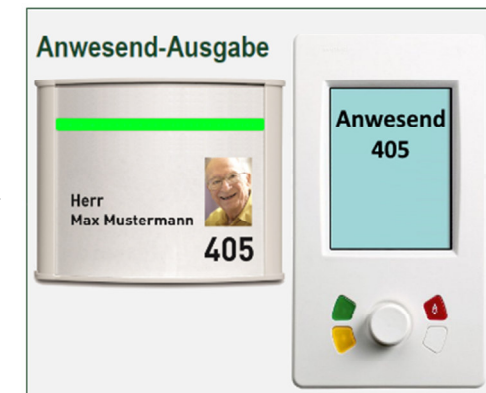 Anwesend-Ausgabe
Herr
Max Mustermann
405
Anwesend
405